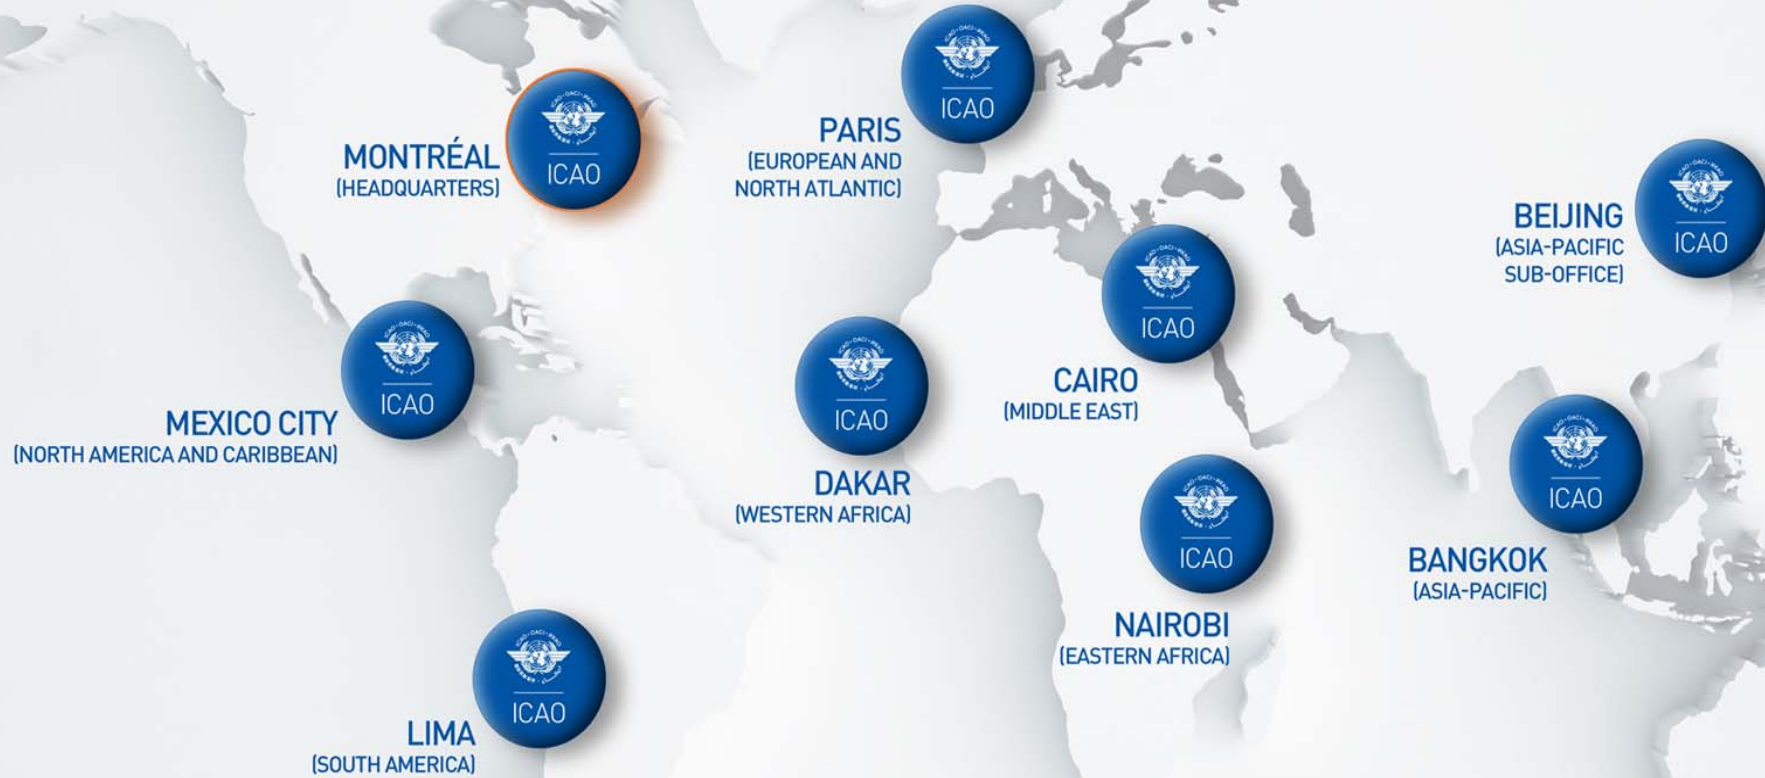 MONTRÉAL
(HEADQUARTERS)
ICAO
PARIS
(EUROPEAN AND
NORTH ATLANTIC)
ICAO
BEIJING
(ASIA-PACIFIC
SUB-OFFICE)
ICAO
MEXICO CITY
(NORTH AMERICA AND CARIBBEAN)
ICAO
DAKAR
(WESTERN AFRICA)
ICAO
CAIRO
(MIDDLE EAST)
ICAO
NAIROBI
(EASTERN AFRICA)
ICAO
BANGKOK
(ASIA-PACIFIC)
ICAO
LIMA
(SOUTH AMERICA)
ICAO